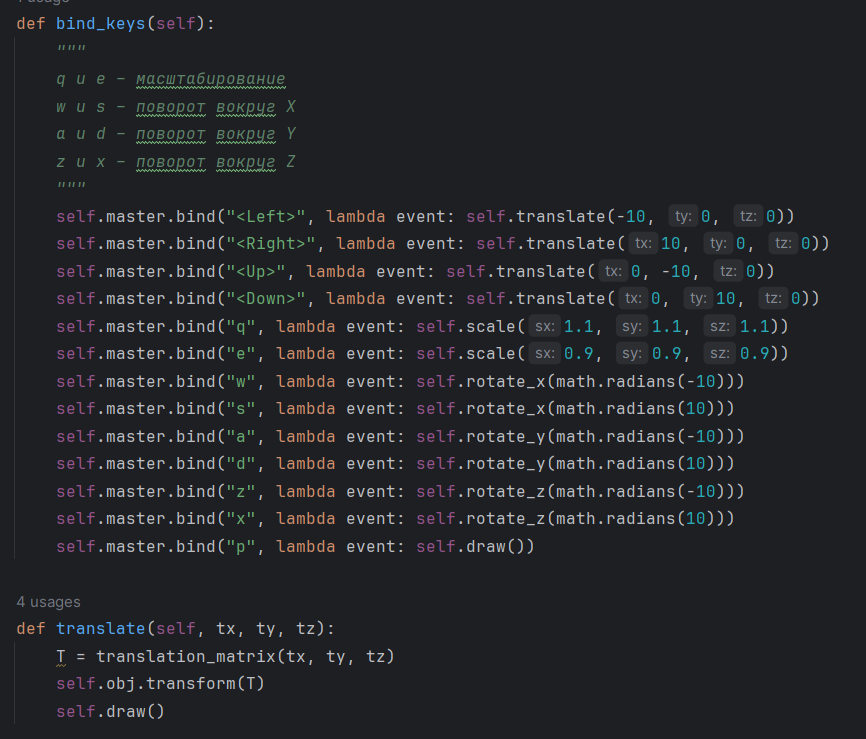 def bind_keys(self):
"""
q и e – масштабирование
w и s – поворот вокруг X
a и d – поворот вокруг Y
z и x – поворот вокруг Z
"""
self.master.bind("<Left>", lambda event: self.translate(-10, ty: 0, tz: 0))
self.master.bind("<Right>", lambda event: self.translate( tx: 10, ty: 0, tz: 0))
self.master.bind("<Up>", lambda event: self.translate( tx: 0, -10, tz: 0))
self.master.bind("<Down>", lambda event: self.translate( tx: 0, ty: 10, tz: 0))
self.master.bind("q", lambda event: self.scale( sx: 1.1, sy: 1.1, sz: 1.1))
self.master.bind("e", lambda event: self.scale( sx: 0.9, sy: 0.9, sz: 0.9))
self.master.bind("w", lambda event: self.rotate_x(math.radians(-10)))
self.master.bind("s", lambda event: self.rotate_x(math.radians(10)))
self.master.bind("a", lambda event: self.rotate_y(math.radians(-10)))
self.master.bind("d", lambda event: self.rotate_y(math.radians(10)))
self.master.bind("z", lambda event: self.rotate_z(math.radians(-10)))
self.master.bind("x", lambda event: self.rotate_z(math.radians(10)))
self.master.bind("p", lambda event: self.draw())
4 usages
def translate(self, tx, ty, tz):
T = translation_matrix(tx, ty, tz)
self.obj.transform(T)
self.draw()